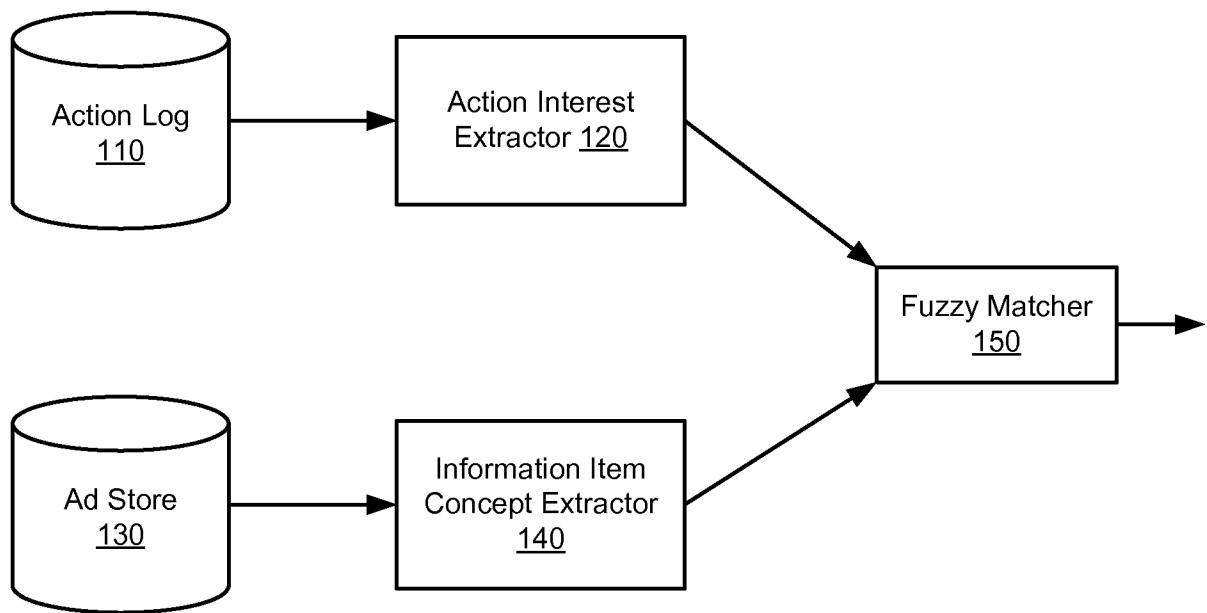 Action Log
110
Action Interest
Extractor 120
Fuzzy Matcher
150
Ad Store
130
Information Item
Concept Extractor
140